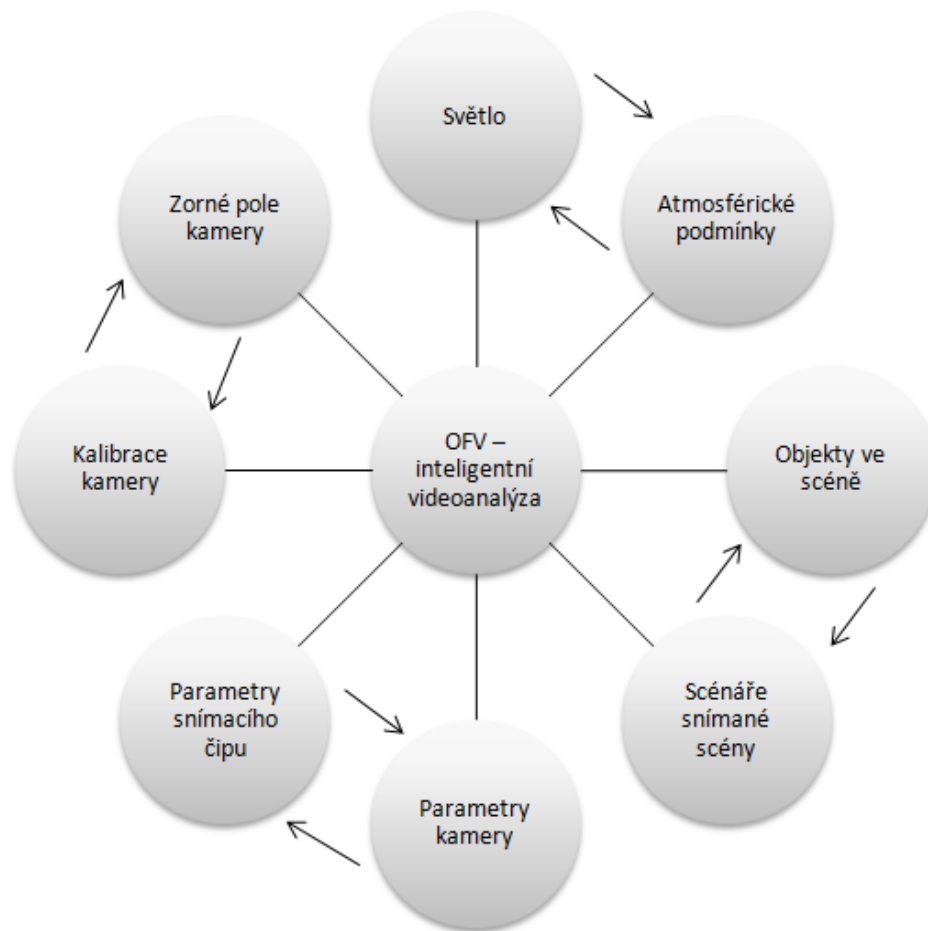 Světlo
Atmosférické
podmínky
Zorné pole
kamery
OFV –
inteligentní
videoanalýza
Kalibrace
kamery
Objekty ve
scéně
Parametry
snímacího
čipu
Scénáře
snímané
scény
Parametry
kamery